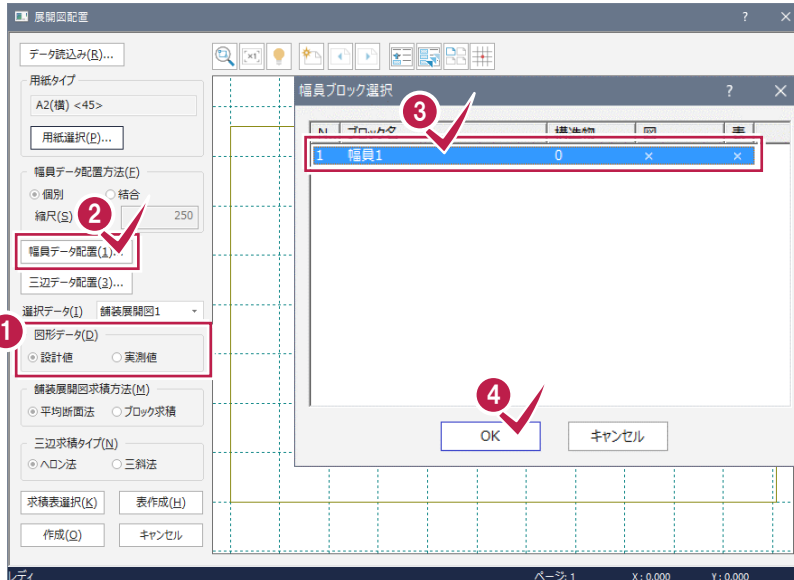 展開図配置
データ読込み(R)...
用紙タイプ
A2(横) <45>
用紙選択(P)...
幅員データ配置方法(F)
個別
結合
縮尺(S)
250
2
幅員データ配置(1)...
三辺データ配置(3)...
選択データ(I)
舗装展開図1
1
図形データ(D)
設計値
実測値
舗装展開図求積方法(M)
平均断面法
ブロック求積
三辺求積タイプ(N)
ヘロン法
三斜法
求積表選択(K)
表作成(H)
作成(O)
キャンセル
×1
幅員ブロック選択
?
3
N ブロック名 構造物 図 表
1 幅員1 0 × ×
4
OK
キャンセル
レディ
ページ: 1
X : 0.000
Y : 0.000